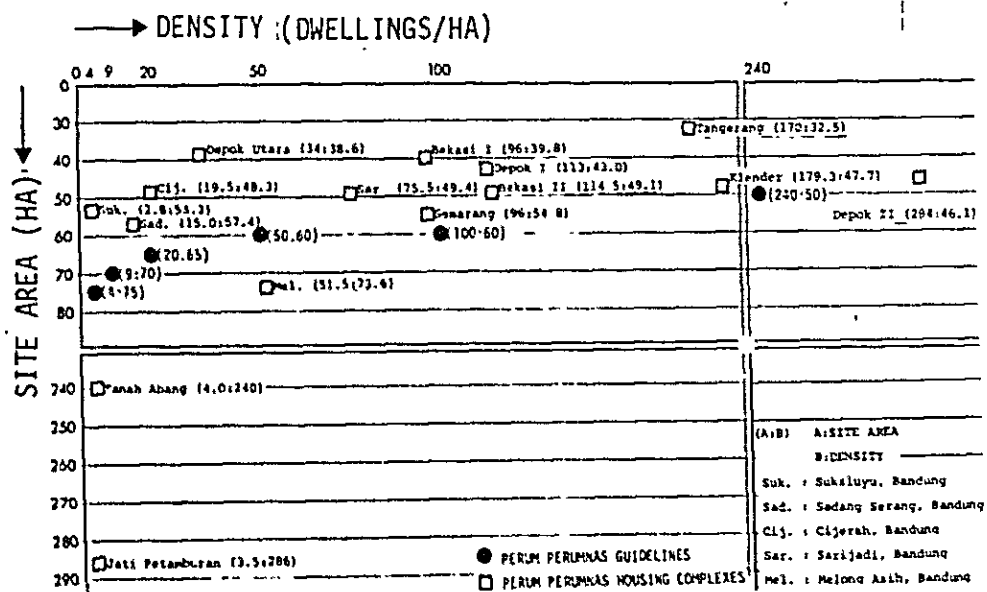 DENSITY (DWELLINGS/HA)
0 4 9 20 50 100 240
SITE AREA (HA)
0
30
40
50
60
70
80
240
250
260
270
280
290
Tangerang (170:32.5)
Depok Utara (34:38.6)
Bekasi I (96:39.8)
Depok I (113:43.0)
Klender (179.3:47.7)
Cij. (19.5:48.3)
Sar (75.5:49.4)
Bekasi II (114.5:49.1)
(240:50)
Suk.
Semarang (96:54.8)
Depok II (284:46.1)
Sad. (15.0:57.4)
(50.60)
(100:60)
(20.65)
(9:70)
(4:75)
Mel. (51.5:73.6)
Tanah Abang (4.0:240)
Jati Petamburan (3.5:286)
PERUM PERUMNAS GUIDELINES
PERUM PERUMNAS HOUSING COMPLEXES
(A:B) A:SITE AREA
B:DENSITY
Suk. : Sukaluyu, Bandung
Sad. : Sadang Serang, Bandung
Cij. : Cijerah, Bandung
Sar. : Sarijadi, Bandung
Mel. : Melong Asih, Bandung